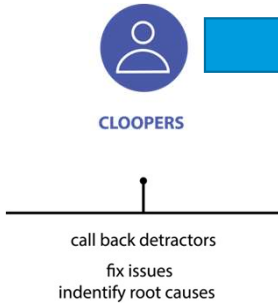 CLOOPERS
call back detractors
fix issues
indentify root causes